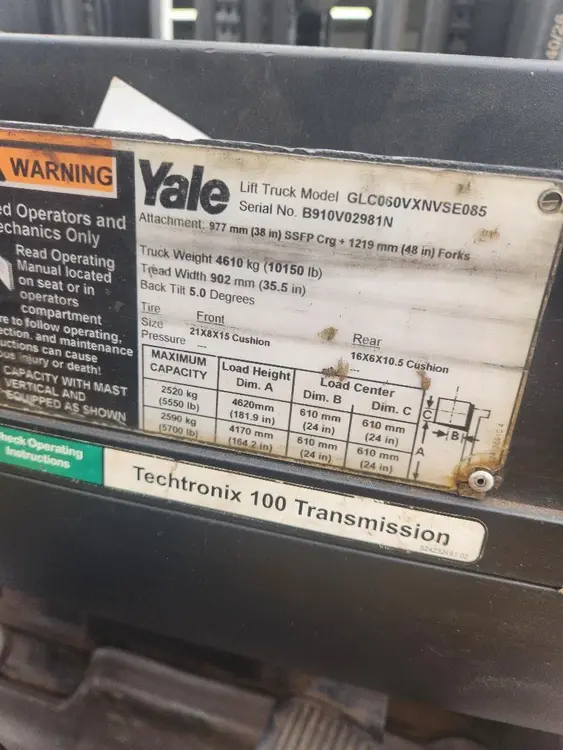 40/26
WARNING
ed Operators and
echanics Only
Read Operating
Manual located
on seat or in
operators
compartment
re to follow operating,
ection, and maintenance
uctions can cause
ous injury or death!
CAPACITY WITH MAST
VERTICAL AND
EQUIPPED AS SHOWN
Check Operating
Instructions
Yale
Lift Truck Model GLC060VXNVSE085
Serial No. B910V02981N
Attachment: 977 mm (38 in) SSFP Crg + 1219 mm (48 in) Forks
Truck Weight 4610 kg (10150 lb)
Tread Width 902 mm (35.5 in)
Back Tilt 5.0 Degrees
Tire Front Rear
Size 21X8X15 Cushion 16X6X10.5 Cushion
Pressure --- ---
MAXIMUM CAPACITY Load Height Dim. A Load Center Dim. B Dim. C
2520 kg (5550 lb) 4620mm (181.9 in) 610 mm (24 in) 610 mm (24 in)
2590 kg (5700 lb) 4170 mm (164.2 in) 610 mm (24 in) 610 mm (24 in)
C
B
A
Techtronix 100 Transmission